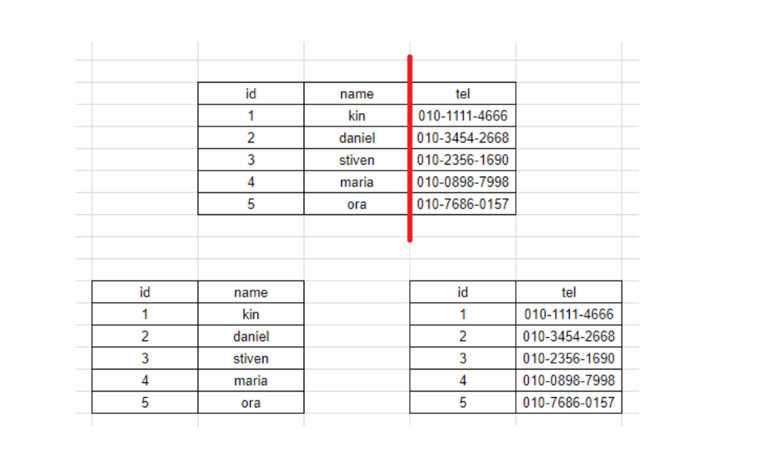 id name tel
1 kin 010-1111-4666
2 daniel 010-3454-2668
3 stiven 010-2356-1690
4 maria 010-0898-7998
5 ora 010-7686-0157
id name
1 kin
2 daniel
3 stiven
4 maria
5 ora
id tel
1 010-1111-4666
2 010-3454-2668
3 010-2356-1690
4 010-0898-7998
5 010-7686-0157